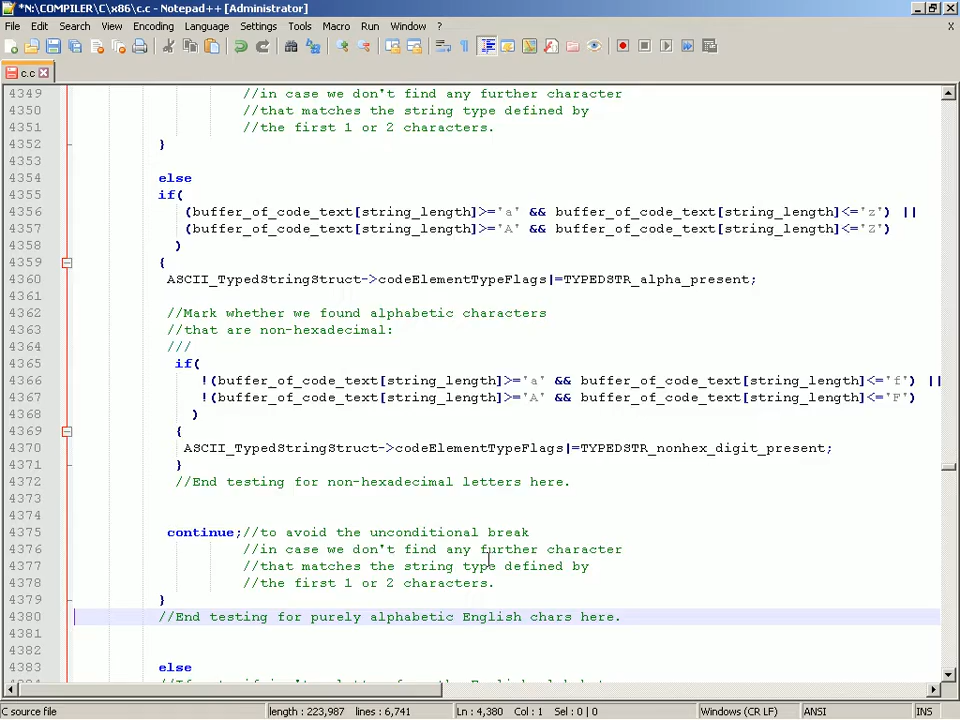 *N:\COMPILER\C\x86\c.c - Notepad++ [Administrator]
File Edit Search View Encoding Language Settings Tools Macro Run Window ? X
c.c
4349 //in case we don't find any further character
4350 //that matches the string type defined by
4351 //the first 1 or 2 characters.
4352 }
4353
4354 else
4355 if(
4356 (buffer_of_code_text[string_length]>='a' && buffer_of_code_text[string_length]<='z') ||
4357 (buffer_of_code_text[string_length]>='A' && buffer_of_code_text[string_length]<='Z')
4358 )
4359 {
4360 ASCII_TypedStringStruct->codeElementTypeFlags|=TYPEDSTR_alpha_present;
4361
4362 //Mark whether we found alphabetic characters
4363 //that are non-hexadecimal:
4364 ///
4365 if(
4366 !(buffer_of_code_text[string_length]>='a' && buffer_of_code_text[string_length]<='f') ||
4367 !(buffer_of_code_text[string_length]>='A' && buffer_of_code_text[string_length]<='F')
4368 )
4369 {
4370 ASCII_TypedStringStruct->codeElementTypeFlags|=TYPEDSTR_nonhex_digit_present;
4371 }
4372 //End testing for non-hexadecimal letters here.
4373
4374
4375 continue;//to avoid the unconditional break
4376 //in case we don't find any further character
4377 //that matches the string type defined by
4378 //the first 1 or 2 characters.
4379 }
4380 //End testing for purely alphabetic English chars here.
4381
4382
4383 else
4384
C source file length : 223,987 lines : 6,741 Ln : 4,380 Col : 1 Sel : 0 | 0 Windows (CR LF) ANSI INS